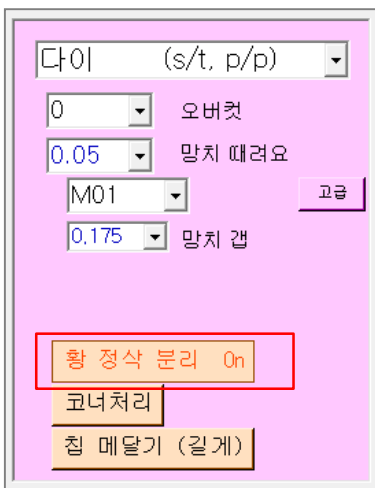 다이 (s/t, p/p)
0 오버컷
0.05 망치 때려요
M01 고급
0.175 망치 갭
황 정삭 분리 On
코너처리
칩 메달기 (길게)